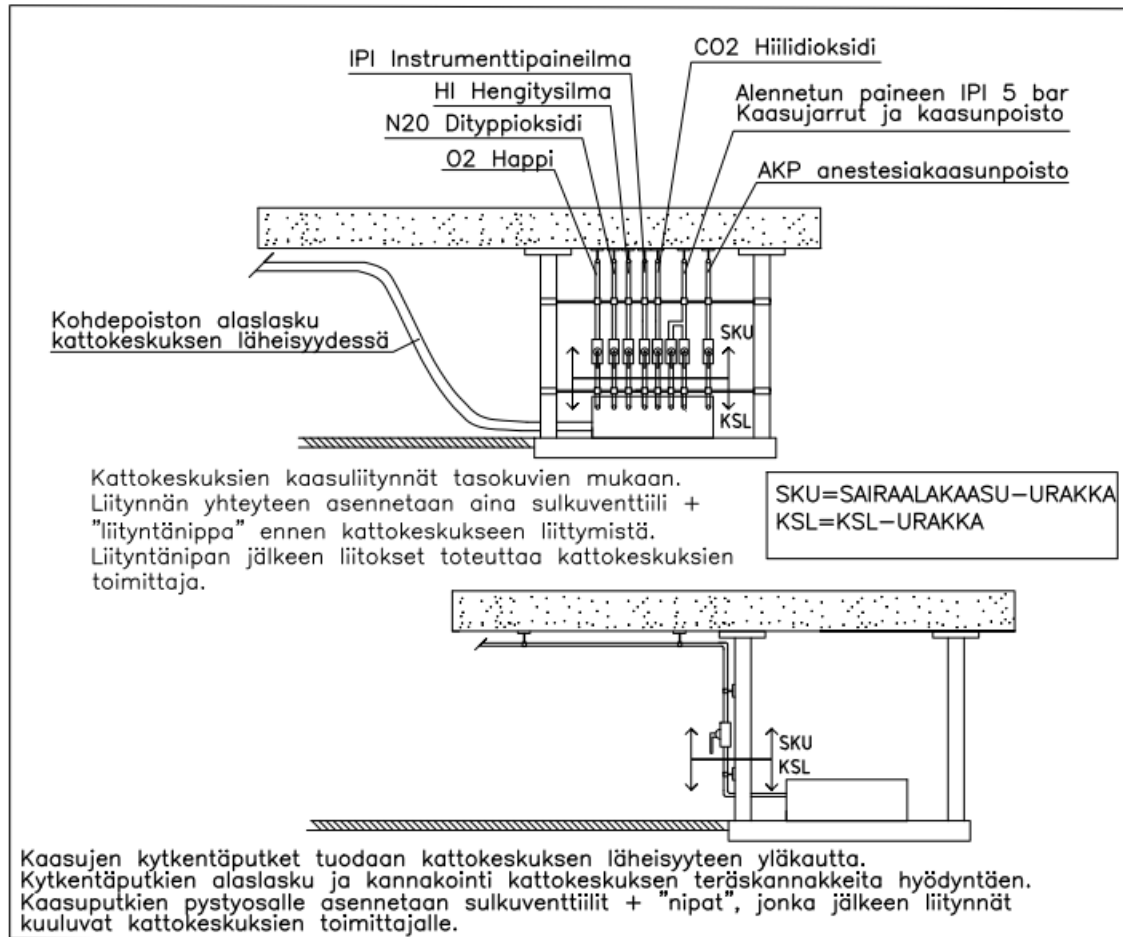 CO2 Hiilidioksidi
IPI Instrumenttipaineilma
HI Hengitysilma
N20 Dityppioksidi
O2 Happi
Alennetun paineen IPI 5 bar
Kaasujarrut ja kaasunpoisto
AKP anestesiakaasunpoisto
Kohdepoiston alaslasku
kattokeskuksen läheisyydessä
SKU
KSL
Kattokeskuksien kaasuliitynnät tasokuvien mukaan.
Liitynnän yhteyteen asennetaan aina sulkuventtiili +
"liityntänippa" ennen kattokeskukseen liittymistä.
Liityntänipan jälkeen liitokset toteuttaa kattokeskuksien
toimittaja.
SKU=SAIRAALAKAASU-URAKKA
KSL=KSL-URAKKA
SKU
KSL
Kaasujen kytkentäputket tuodaan kattokeskuksen läheisyyteen yläkautta.
Kytkentäputkien alaslasku ja kannakointi kattokeskuksen teräskannakkeita hyödyntäen.
Kaasuputkien pystyosalle asennetaan sulkuventtiilit + "nipat", jonka jälkeen liitynnät
kuuluvat kattokeskuksien toimittajalle.